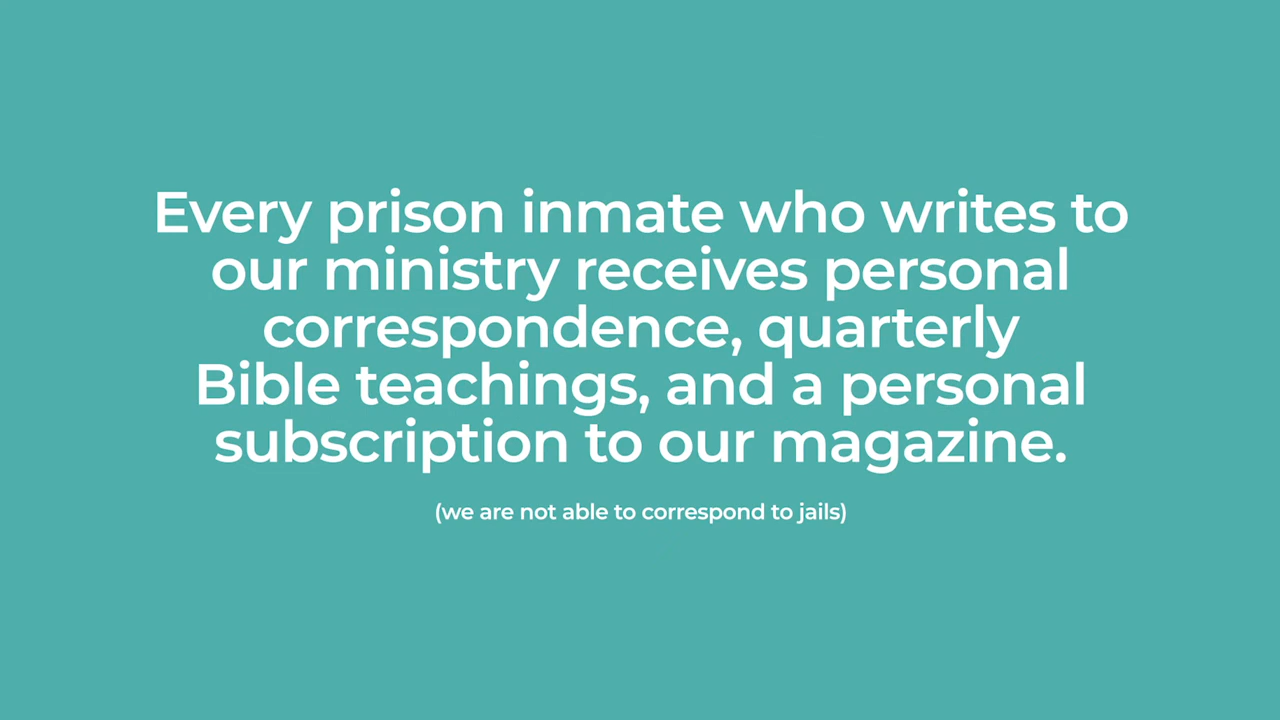 Every prison inmate who writes to
our ministry receives personal
correspondence, quarterly
Bible teachings, and a personal
subscription to our magazine.
(we are not able to correspond to jails)